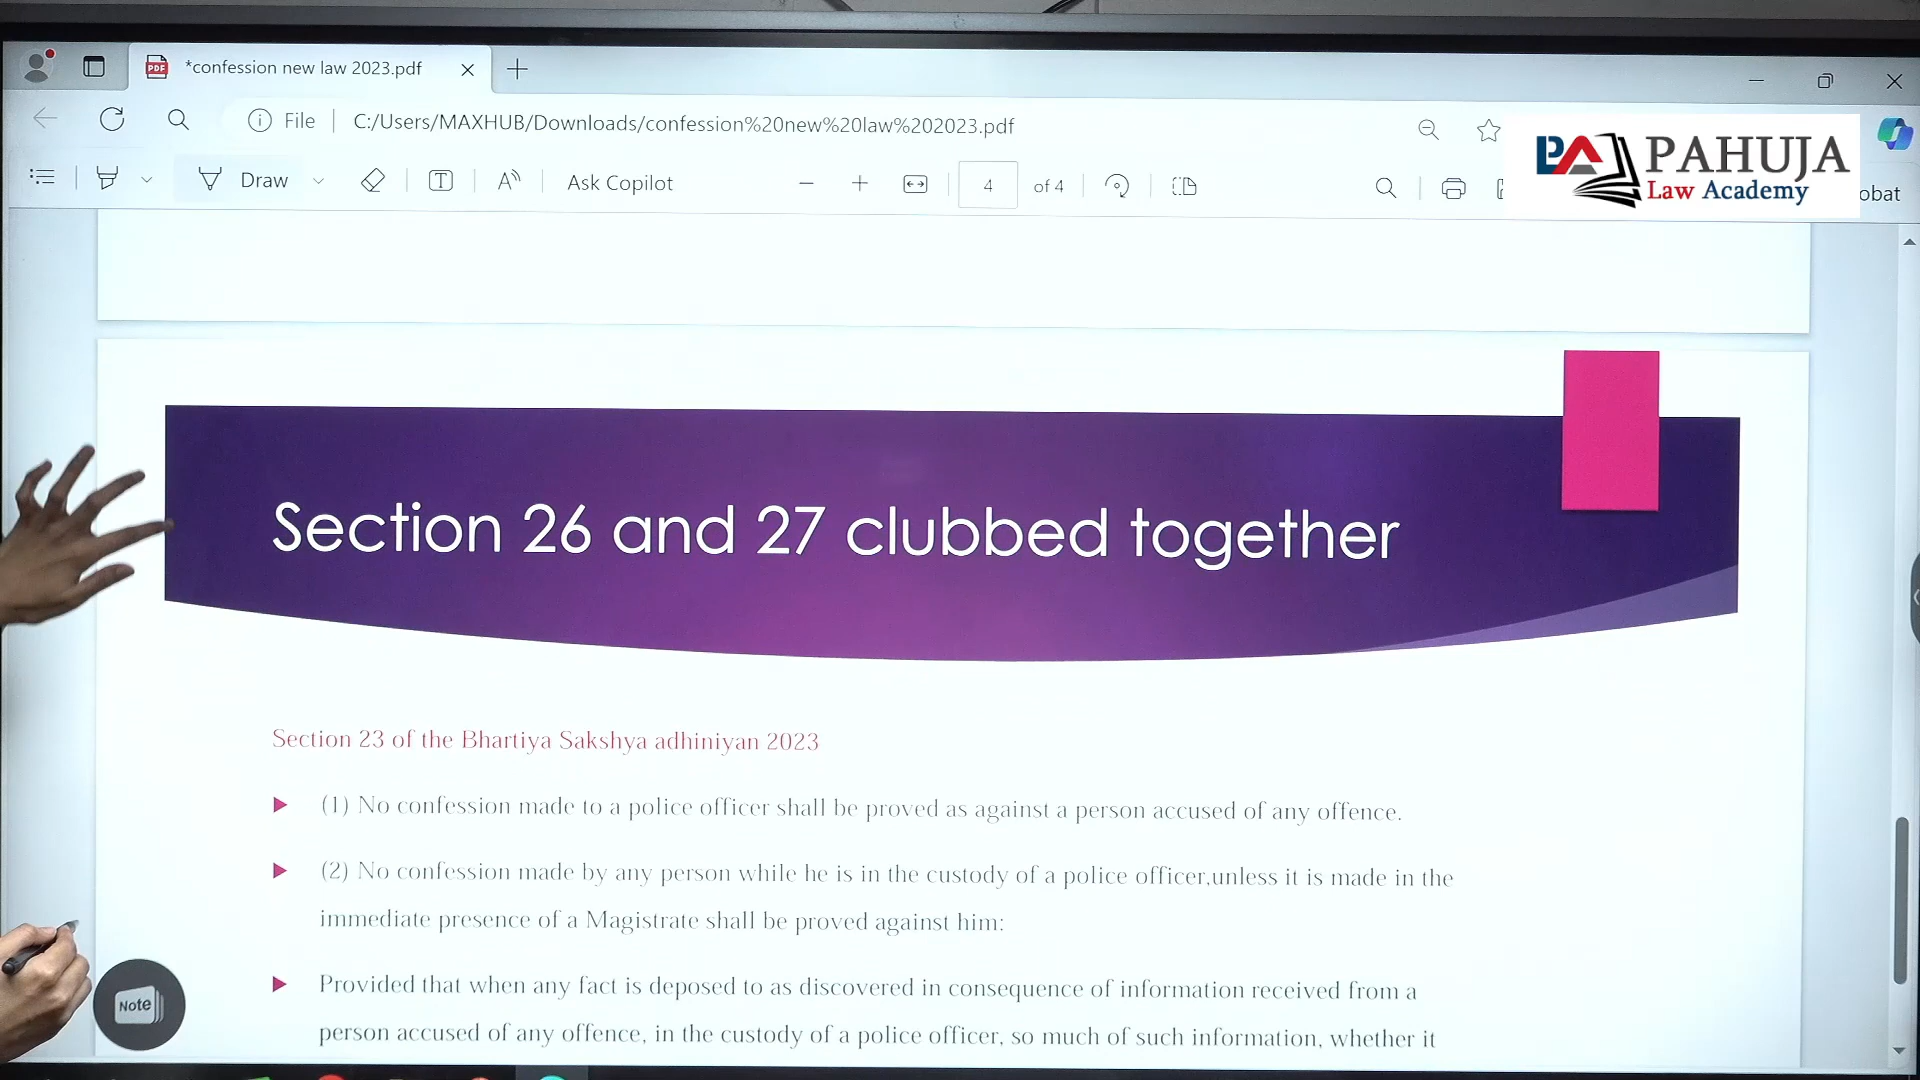 *confession new law 2023.pdf
File
C:/Users/MAXHUB/Downloads/confession%20new%20law%202023.pdf
Draw
Ask Copilot
4
of 4
PAHUJA
Law Academy
obat
Section 26 and 27 clubbed together
Section 23 of the Bhartiya Sakshya adhiniyan 2023
(1) No confession made to a police officer shall be proved as against a person accused of any offence.
(2) No confession made by any person while he is in the custody of a police officer,unless it is made in the
immediate presence of a Magistrate shall be proved against him:
Provided that when any fact is deposed to as discovered in consequence of information received from a
person accused of any offence, in the custody of a police officer, so much of such information, whether it
Note